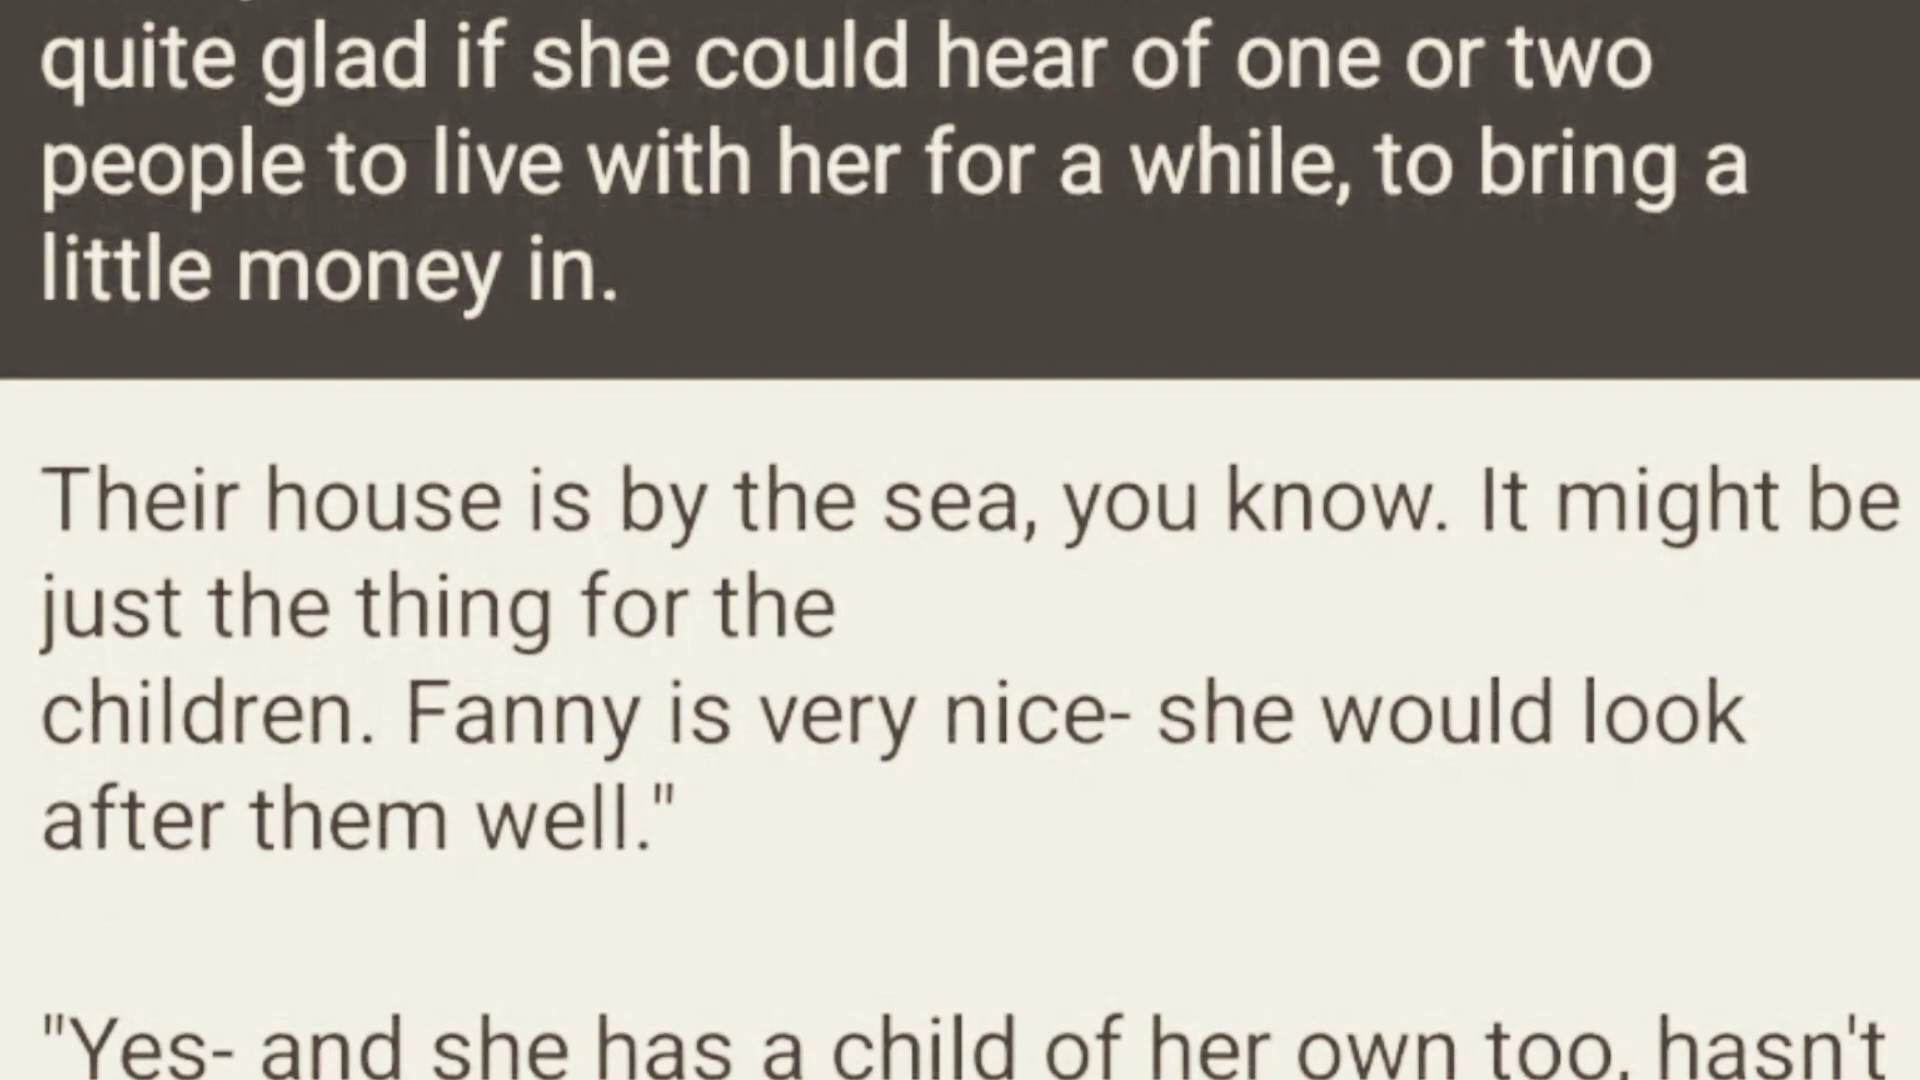 quite glad if she could hear of one or two
people to live with her for a while, to bring a
little money in.
Their house is by the sea, you know. It might be
just the thing for the
children. Fanny is very nice- she would look
after them well."
"Yes- and she has a child of her own too, hasn't